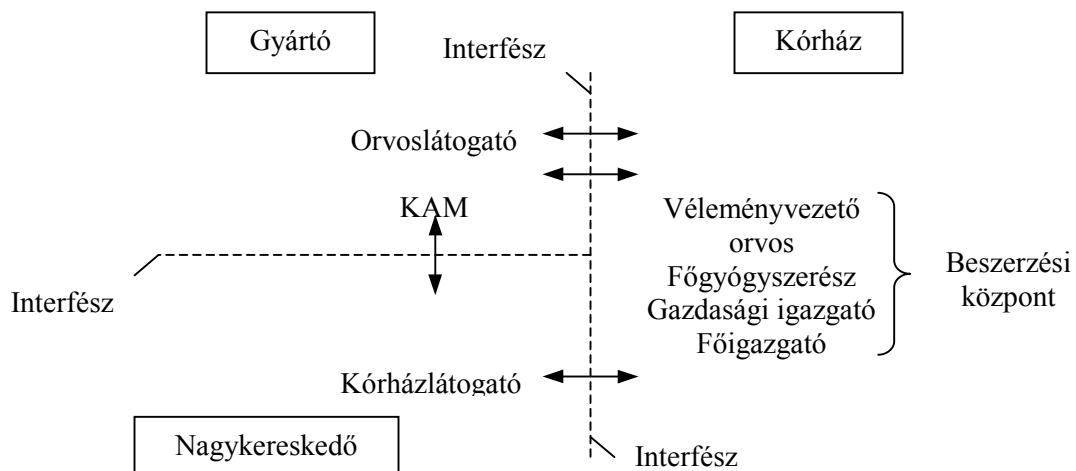 Gyártó
Interfész
Kórház
Orvoslátogató
KAM
Véleményvezető
orvos
Főgyógyszerész
Gazdasági igazgató
Főigazgató
Beszerzési
központ
Interfész
Kórházlátogató
Nagykereskedő
Interfész